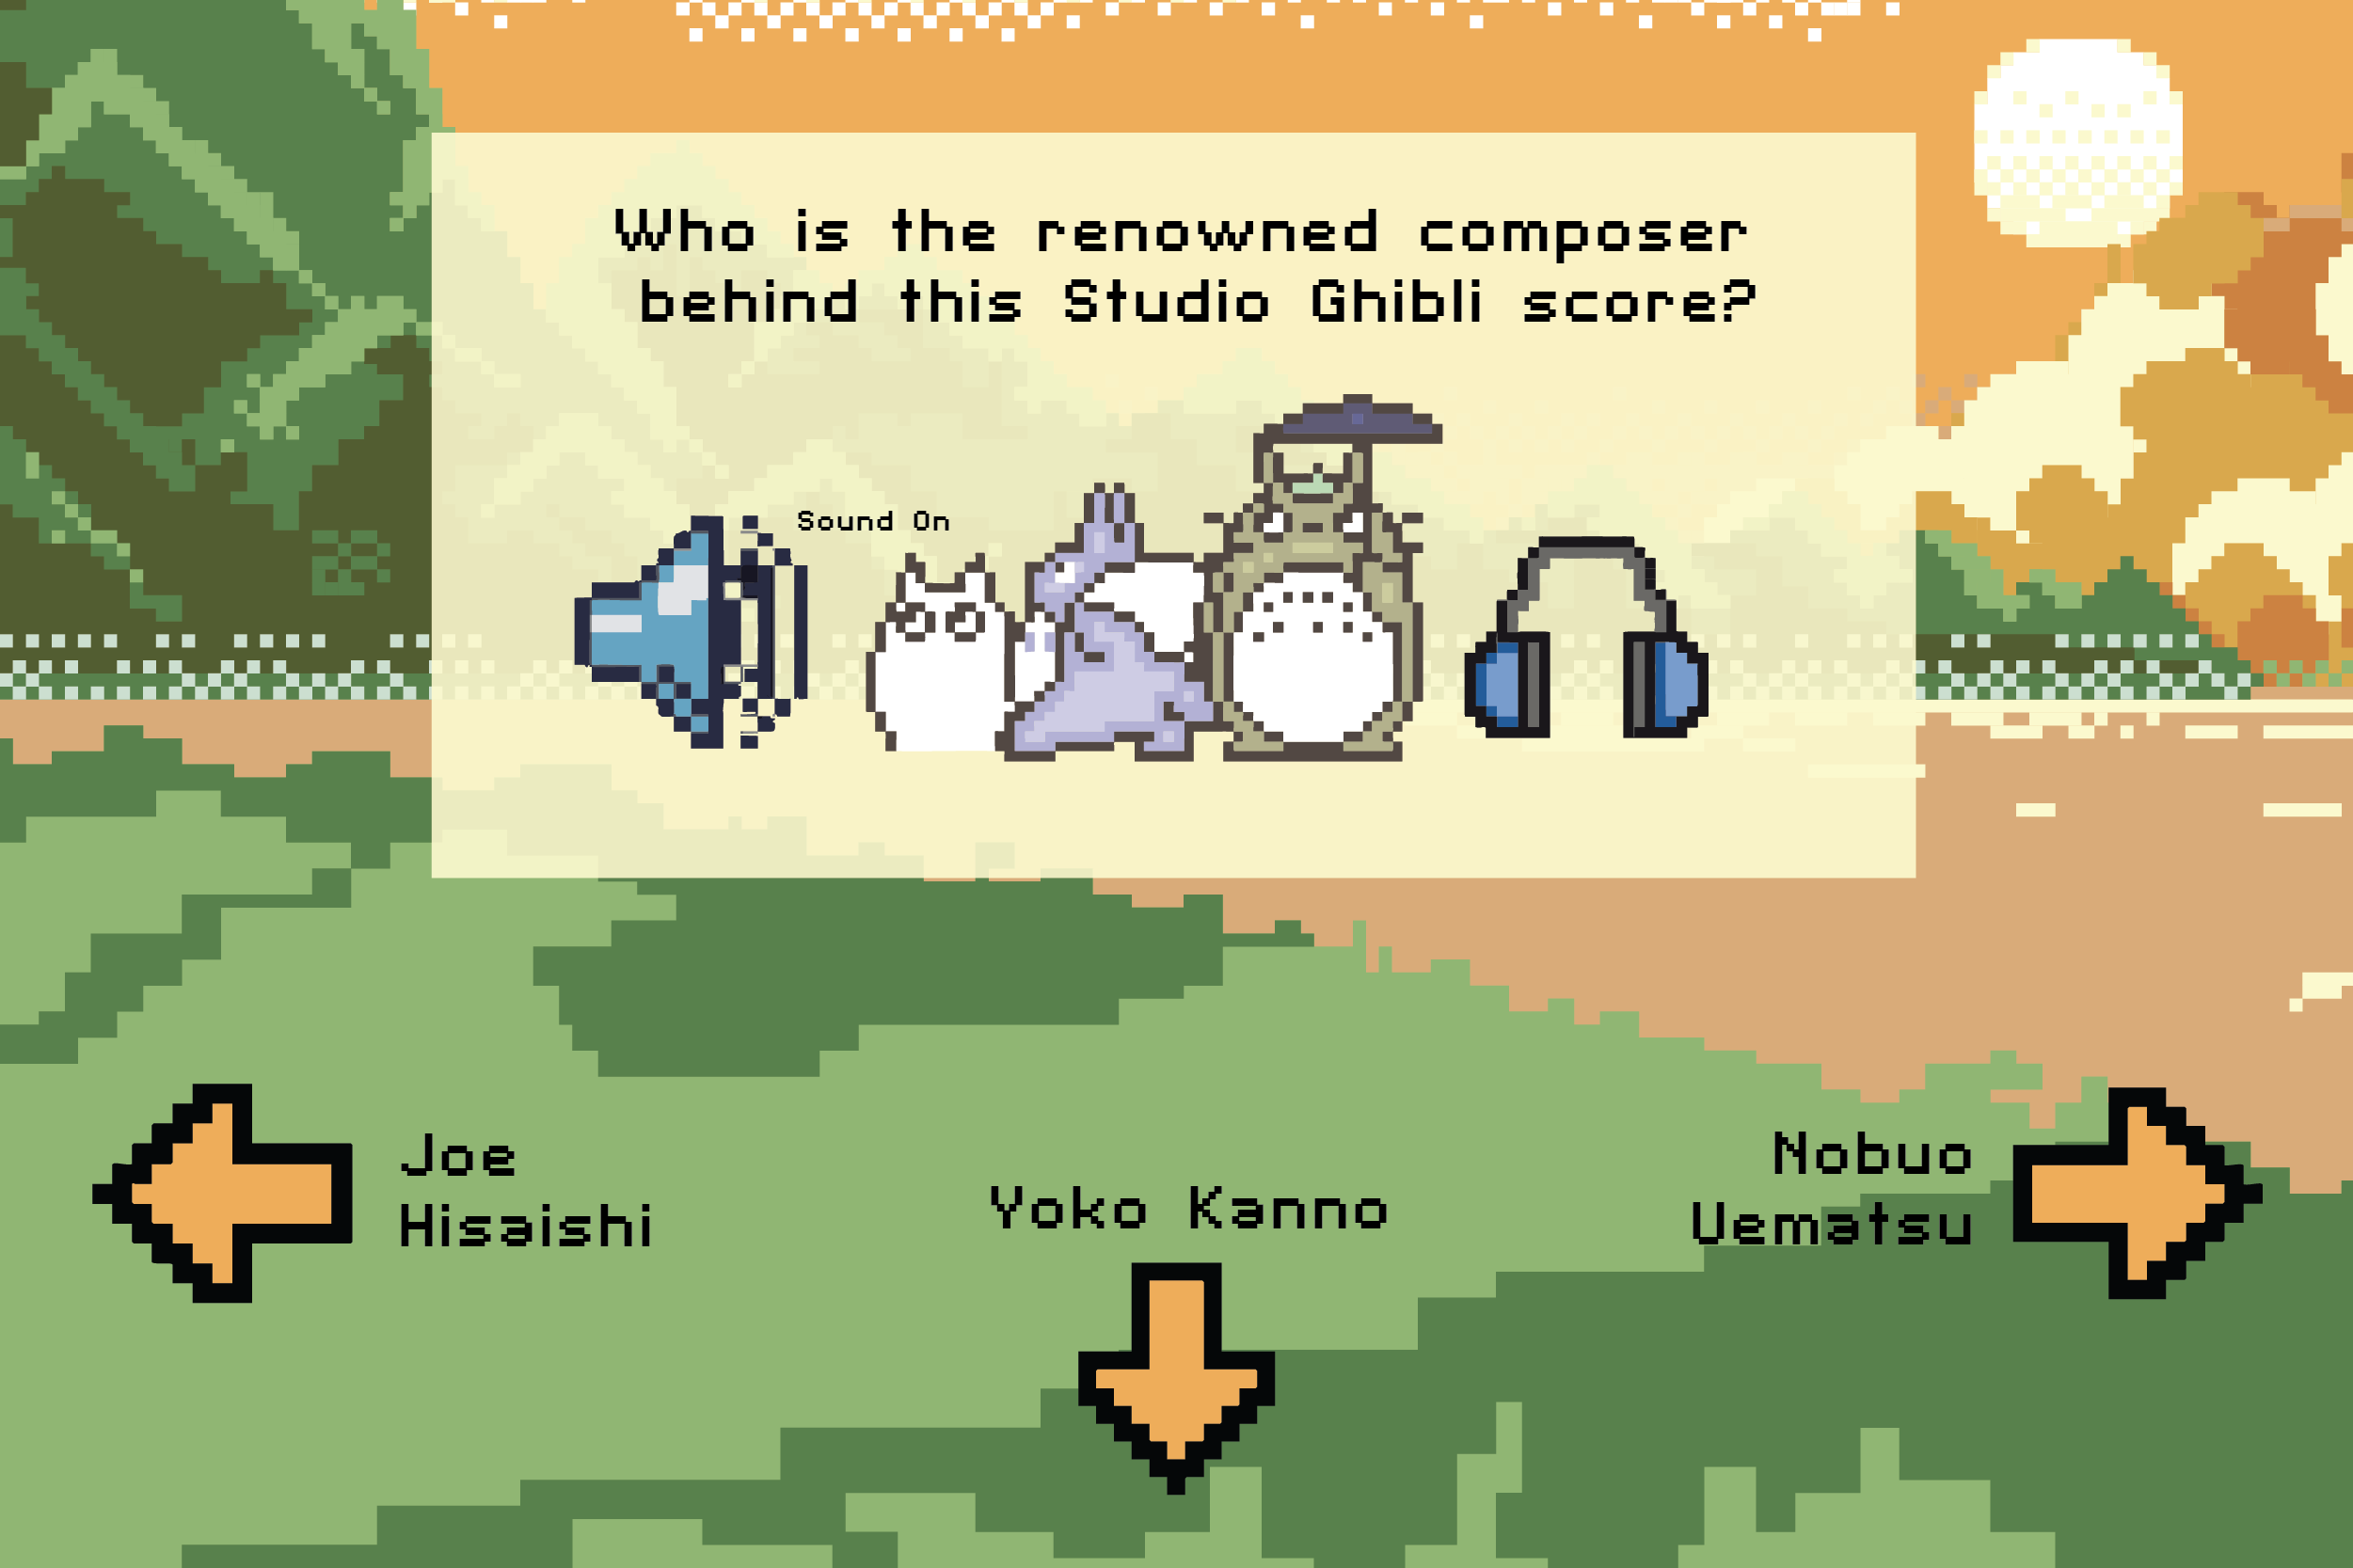 Who is the renowned composer
behind this Studio Ghibli score?
Sound On
Joe
Hisaishi
Yoko Kanno
Nobuo
Uematsu